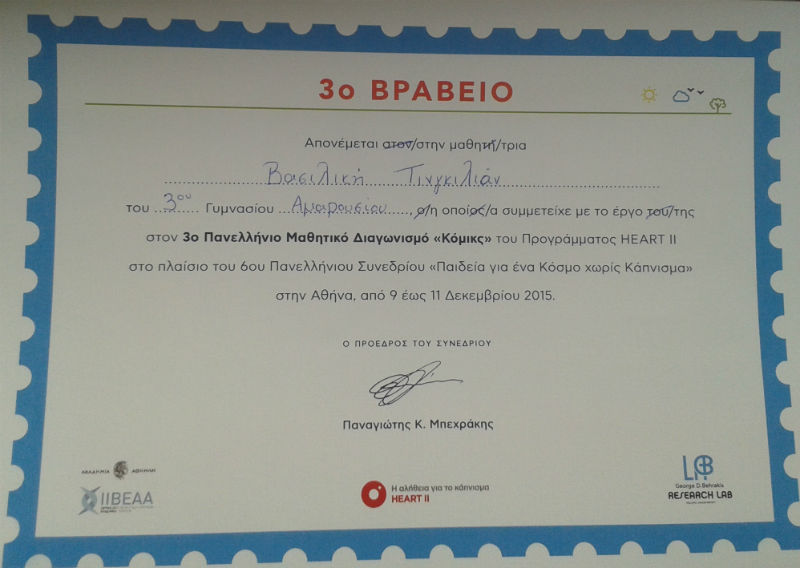 3ο ΒΡΑΒΕΙΟ
Απονέμεται στον/στην μαθητή/τρια
Βασιλική Τινγκιλιάν
του 3ου Γυμνασίου Αμαρουσίου, ο/η οποίος/α συμμετείχε με το έργο του/της
στον 3ο Πανελλήνιο Μαθητικό Διαγωνισμό «Κόμικς» του Προγράμματος HEART II
στο πλαίσιο του 6ου Πανελλήνιου Συνεδρίου «Παιδεία για ένα Κόσμο χωρίς Κάπνισμα»
στην Αθήνα, από 9 έως 11 Δεκεμβρίου 2015.
Ο ΠΡΟΕΔΡΟΣ ΤΟΥ ΣΥΝΕΔΡΙΟΥ
Παναγιώτης Κ. Μπεχράκης
ΑΚΑΔΗΜΙΑ ΑΘΗΝΩΝ
ΙΙΒΕΑΑ
Η αλήθεια για το κάπνισμα
HEART II
LAB
George D.Behrakis
RESEARCH LAB